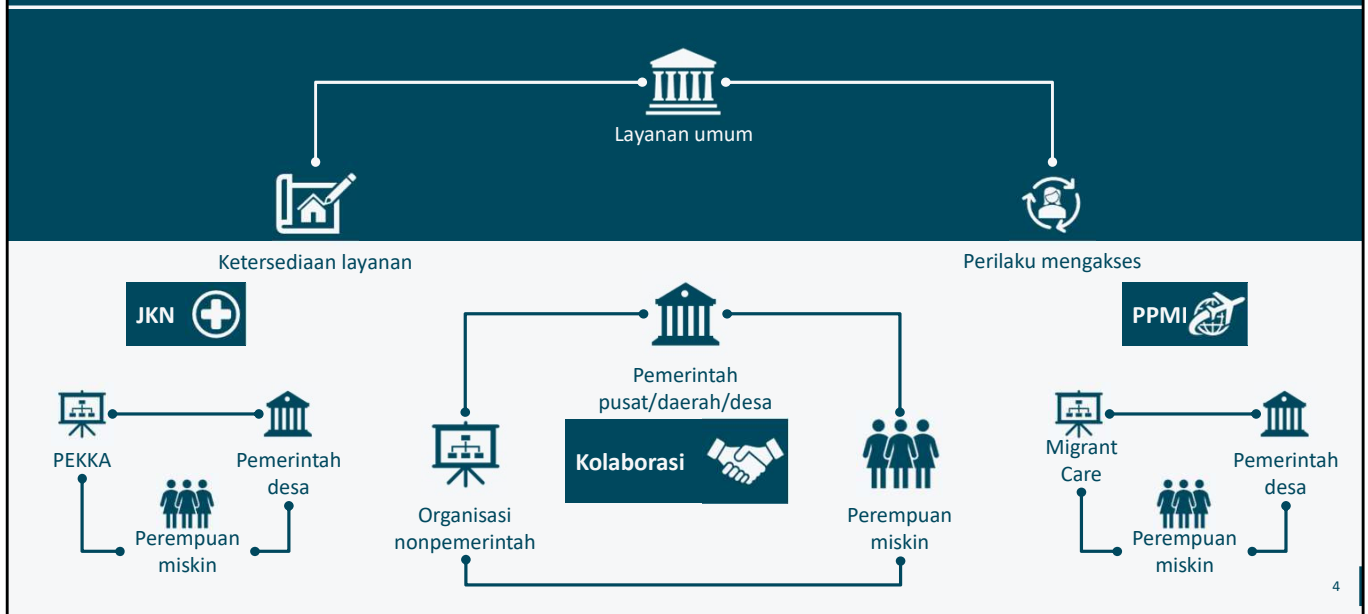 Layanan umum
Ketersediaan layanan
Perilaku mengakses
JKN
PEKKA
Pemerintah
desa
Perempuan
miskin
Pemerintah
pusat/daerah/desa
Kolaborasi
Organisasi
nonpemerintah
Perempuan
miskin
PPMI
Migrant
Care
Pemerintah
desa
Perempuan
miskin
4